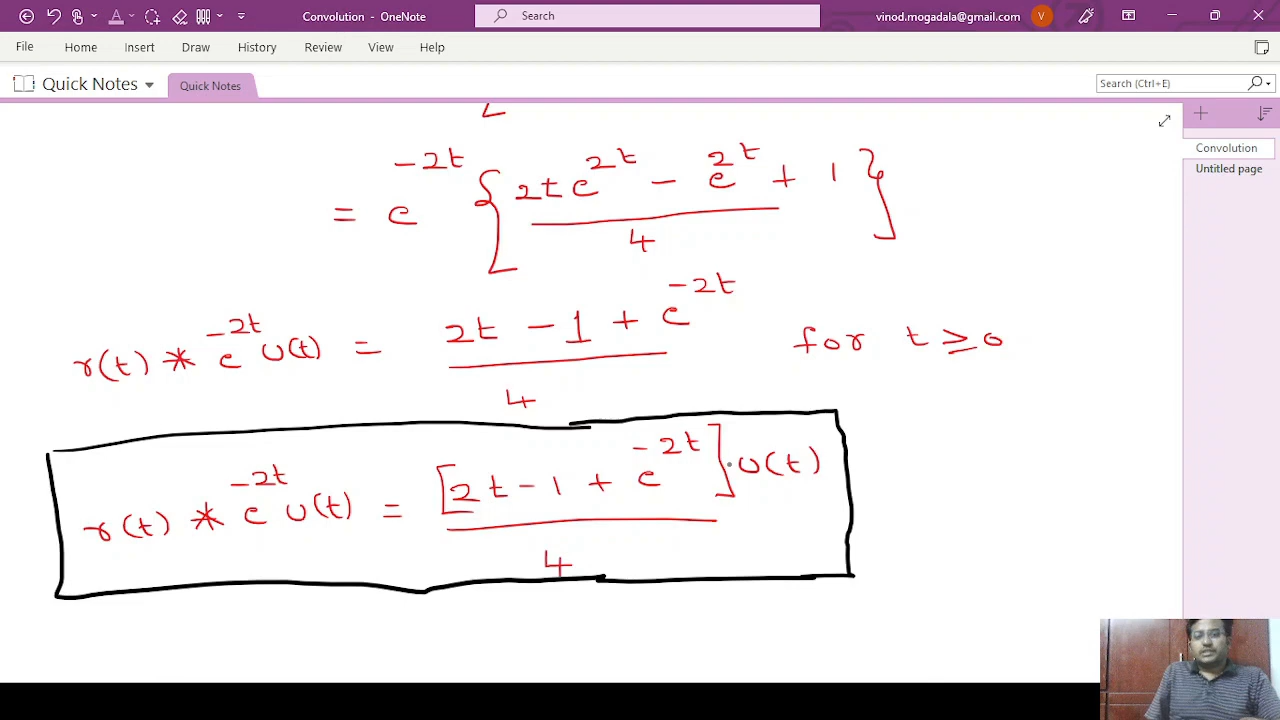 Convolution - OneNote
Search
vinod.mogadala@gmail.com
V
File Home Insert Draw History Review View Help
Quick Notes
Quick Notes
Search (Ctrl+E)
Convolution
Untitled page
= e^{-2t} { (2te^{2t} - e^{2t} + 1) / 4 }
r(t) * e^{-2t} u(t) = (2t - 1 + e^{-2t}) / 4 for t ≥ 0
r(t) * e^{-2t} u(t) = [2t - 1 + e^{-2t}] u(t) / 4